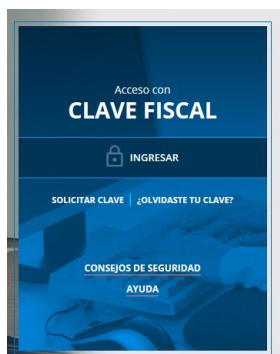 Acceso con
CLAVE FISCAL
INGRESAR
SOLICITAR CLAVE | ¿OLVIDASTE TU CLAVE?
CONSEJOS DE SEGURIDAD
AYUDA